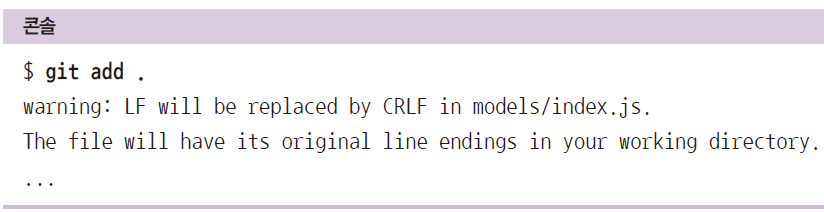 콘솔
$ git add .
warning: LF will be replaced by CRLF in models/index.js.
The file will have its original line endings in your working directory.
...